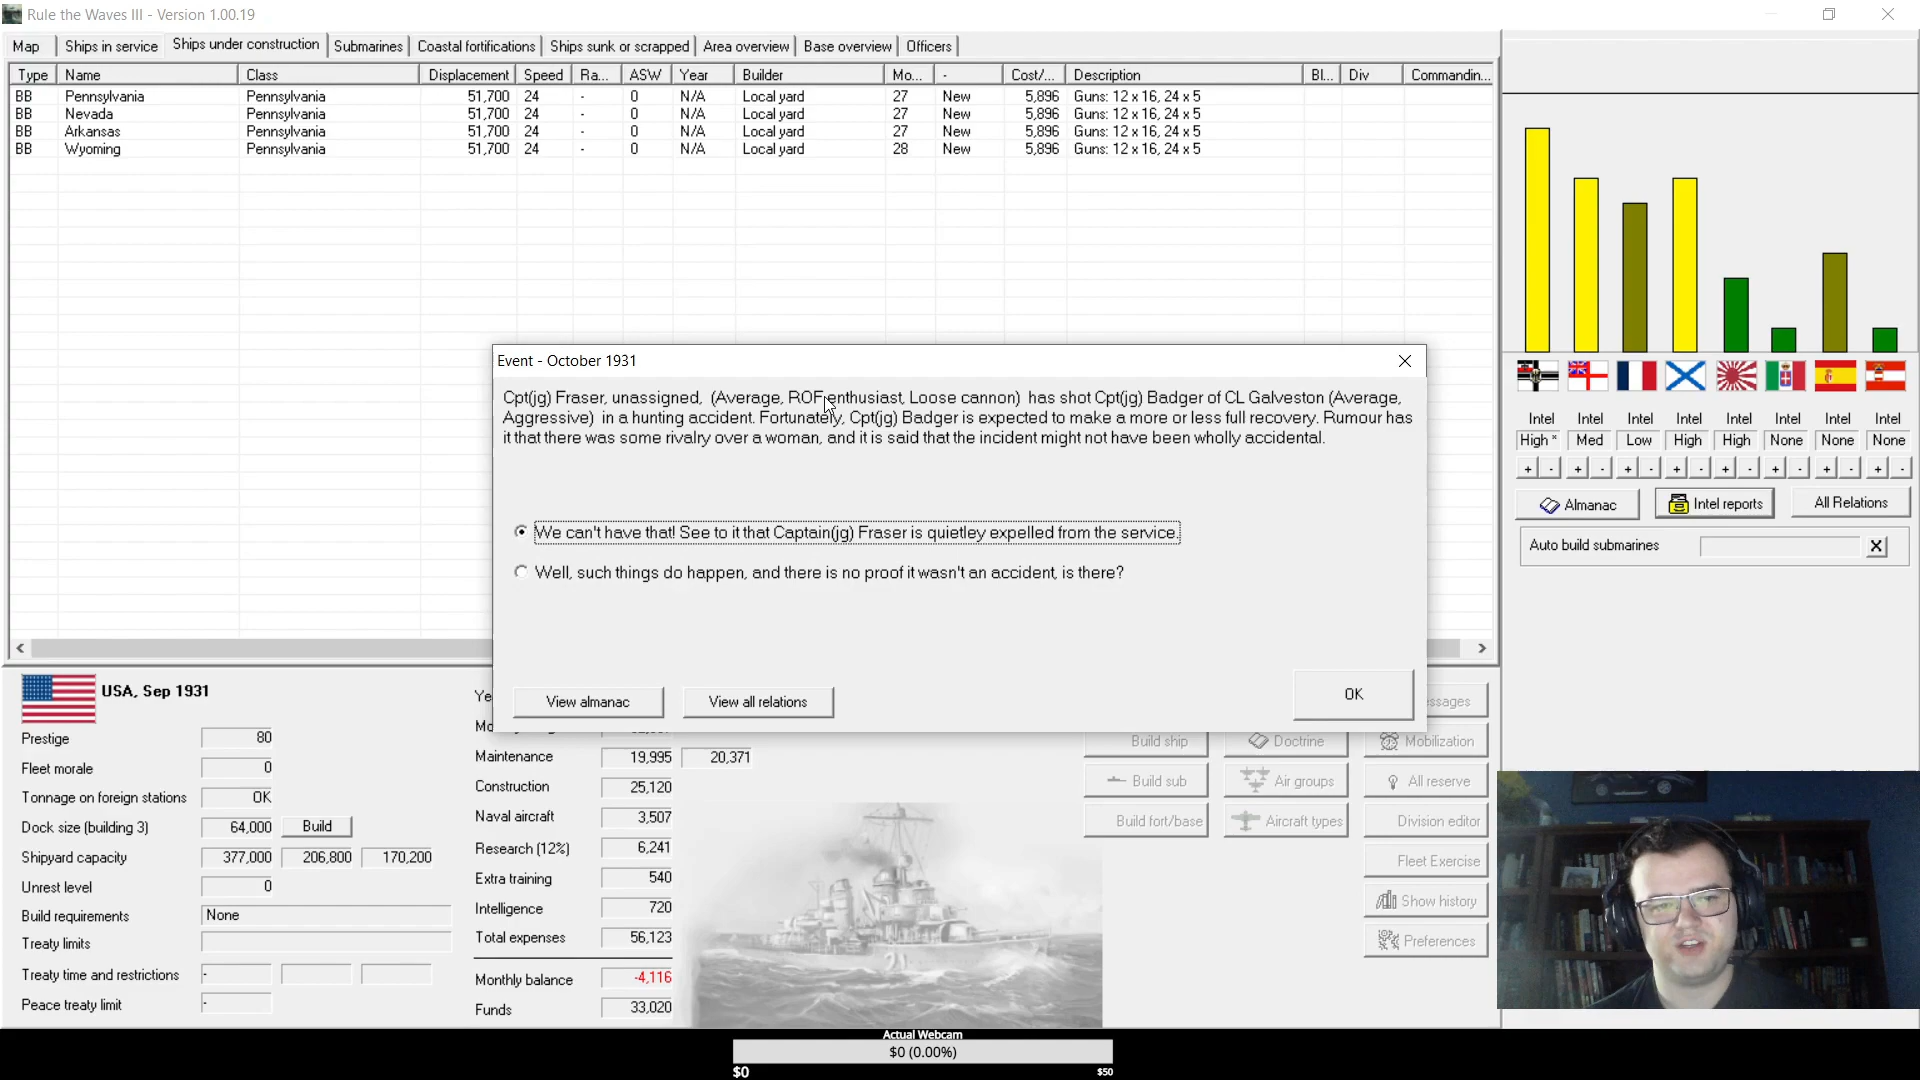 Rule the Waves III - Version 1.00.19
Map Ships in service Ships under construction Submarines Coastal fortifications Ships sunk or scrapped Area overview Base overview Officers
Type Name Class Displacement Speed Ra... ASW Year Builder Mo... - Cost/... Description Bl... Div Commandin...
BB Pennsylvania Pennsylvania 51,700 24 - 0 N/A Local yard 27 New 5,896 Guns: 12 x 16, 24 x 5
BB Nevada Pennsylvania 51,700 24 - 0 N/A Local yard 27 New 5,896 Guns: 12 x 16, 24 x 5
BB Arkansas Pennsylvania 51,700 24 - 0 N/A Local yard 27 New 5,896 Guns: 12 x 16, 24 x 5
BB Wyoming Pennsylvania 51,700 24 - 0 N/A Local yard 28 New 5,896 Guns: 12 x 16, 24 x 5
Event - October 1931
Cpt(jg) Fraser, unassigned, (Average, ROF enthusiast, Loose cannon) has shot Cpt(jg) Badger of CL Galveston (Average,
Aggressive) in a hunting accident. Fortunately, Cpt(jg) Badger is expected to make a more or less full recovery. Rumour has
it that there was some rivalry over a woman, and it is said that the incident might not have been wholly accidental.
We can't have that! See to it that Captain(jg) Fraser is quietley expelled from the service.
Well, such things do happen, and there is no proof it wasn't an accident, is there?
View almanac View all relations OK
Intel Intel Intel Intel Intel Intel Intel Intel
High * Med Low High High None None None
+ - + - + - + - + - + - + - + -
Almanac Intel reports All Relations
Auto build submarines X
USA, Sep 1931
Prestige 80
Fleet morale 0
Tonnage on foreign stations OK
Dock size (building 3) 64,000 Build
Shipyard capacity 377,000 206,800 170,200
Unrest level 0
Build requirements None
Treaty limits
Treaty time and restrictions -
Peace treaty limit -
Ye
Mo
Maintenance 19,995 20,371
Construction 25,120
Naval aircraft 3,507
Research (12%) 6,241
Extra training 540
Intelligence 720
Total expenses 56,123
Monthly balance -4,116
Funds 33,020
21
ssages
Build ship Doctrine Mobilization
Build sub Air groups All reserve
Build fort/base Aircraft types Division editor
Fleet Exercise
Show history
Preferences
Actual Webcam
$0 (0.00%)
$0 $50